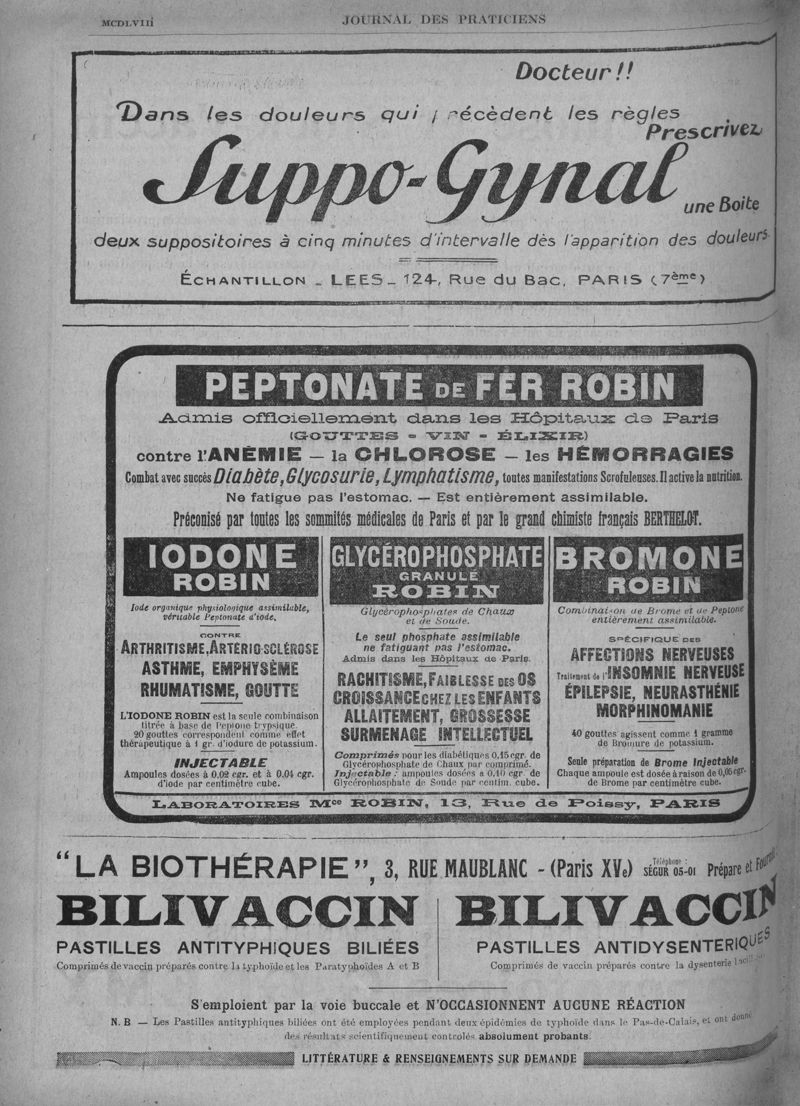 MCDLVIII
JOURNAL DES PRATICIENS
Docteur!!
Dans les douleurs qui précèdent les règles
Prescrivez
Suppo-Gynal
une Boite
deux suppositoires à cinq minutes d'intervalle dès l'apparition des douleurs
ÉCHANTILLON - LEES - 124, Rue du Bac, PARIS (7ème)
PEPTONATE DE FER ROBIN
Admis officiellement dans les Hôpitaux de Paris
(GOUTTES - VIN - ÉLIXIR)
contre l'ANÉMIE — la CHLOROSE — les HÉMORRAGIES
Combat avec succès Diabète, Glycosurie, Lymphatisme, toutes manifestations Scrofuleuses. Il active la nutrition.
Ne fatigue pas l'estomac. — Est entièrement assimilable.
Préconisé par toutes les sommités médicales de Paris et par le grand chimiste français BERTHELOT.
IODONE
ROBIN
Iode organique physiologique assimilable,
véritable Peptonate d'iode.
CONTRE
ARTHRITISME, ARTÉRIO-SCLÉROSE
ASTHME, EMPHYSÈME
RHUMATISME, GOUTTE
L'IODONE ROBIN est la seule combinaison
titrée à base de Peptone trypsique.
20 gouttes correspondent comme effet
thérapeutique à 1 gr. d'iodure de potassium.
INJECTABLE
Ampoules dosées à 0.02 cgr. et à 0.04 cgr.
d'iode par centimètre cube.
GLYCÉROPHOSPHATE
GRANULÉ
ROBIN
Glycérophosphates de Chaux
et de Soude.
Le seul phosphate assimilable
ne fatiguant pas l'estomac.
Admis dans les Hôpitaux de Paris.
RACHITISME, FAIBLESSE DES OS
CROISSANCE CHEZ LES ENFANTS
ALLAITEMENT, GROSSESSE
SURMENAGE INTELLECTUEL
Comprimés pour les diabétiques 0,15 cgr. de
Glycérophosphate de Chaux par comprimé.
Injectable : ampoules dosées a 0.10 cgr. de
Glycérophosphate de Soude par centim. cube.
BROMONE
ROBIN
Combinaison de Brome et de Peptone
entièrement assimilable.
SPÉCIFIQUE DES
AFFECTIONS NERVEUSES
Traitement de l'INSOMNIE NERVEUSE
ÉPILEPSIE, NEURASTHÉNIE
MORPHINOMANIE
40 gouttes agissent comme 1 gramme
de Bromure de potassium.
Seule préparation de Brome Injectable
Chaque ampoule est dosée à raison de 0,05 cgr.
de Brome par centimètre cube.
LABORATOIRES Mce ROBIN, 13, Rue de Poissy, PARIS
"LA BIOTHÉRAPIE", 3, RUE MAUBLANC - (Paris XVe) Téléphone : SÉGUR 05-01 Prépare et Fournit
BILIVACCIN
PASTILLES ANTITYPHIQUES BILIÉES
Comprimés de vaccin préparés contre la typhoïde et les Paratyphoïdes A et B
BILIVACCIN
PASTILLES ANTIDYSENTERIQUES
Comprimés de vaccin préparés contre la dysenterie
S'emploient par la voie buccale et N'OCCASIONNENT AUCUNE RÉACTION
N. B — Les Pastilles antityphiques biliées ont été employées pendant deux épidémies de typhoïde dans le Pas-de-Calais, et ont donné
des résultats scientifiquement controlés absolument probants.
LITTÉRATURE & RENSEIGNEMENTS SUR DEMANDE